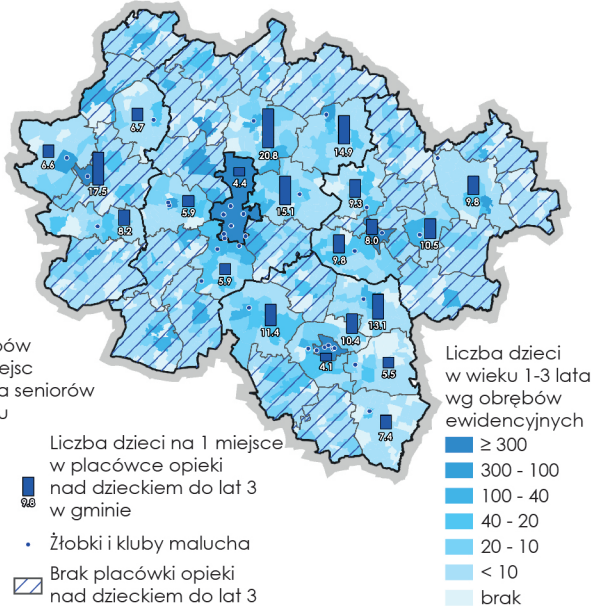 6.7
6.6
17.5
20.8
14.9
4.4
15.1
5.9
8.2
9.3
9.8
8.0
10.5
9.8
5.9
11.4
13.1
10.4
4.1
5.5
7.4
ejsc
a seniorów
u
Liczba dzieci na 1 miejsce
w placówce opieki
nad dzieckiem do lat 3
w gminie
9.8
Żłobki i kluby malucha
Brak placówki opieki
nad dzieckiem do lat 3
Liczba dzieci
w wieku 1-3 lata
wg obrębów
ewidencyjnych
≥ 300
300 - 100
100 - 40
40 - 20
20 - 10
< 10
brak